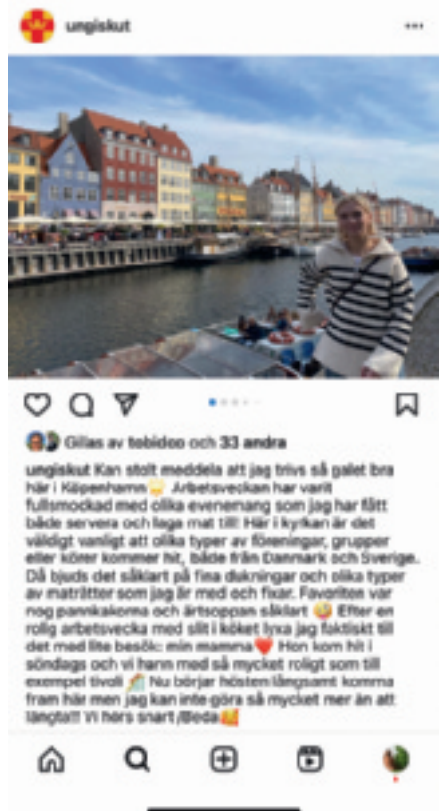 ungiskut
Gillas av tobidoo och 33 andra
ungiskut Kan stolt meddela att jag trivs så galet bra
här i Köpenhamn Arbetsveckan har varit
fullsmockad med olika evenemang som jag har fått
både servera och laga mat till! Här i kyrkan är det
väldigt vanligt att olika typer av föreningar, grupper
eller körer kommer hit, både från Danmark och Sverige.
Då bjuds det såklart på fina dukningar och olika typer
av maträtter som jag är med och fixar. Favoriten var
nog pannkakorna och ärtsoppan såklart 🤪 Efter en
rolig arbetsvecka med slit i köket lyxa jag faktiskt till
det med lite besök: min mamma❤️ Hon kom hit i
söndags och vi hann med så mycket roligt som till
exempel tivoli Nu börjar hösten långsamt komma
fram här men jag kan inte göra så mycket mer än att
längta!!! Vi hörs snart /Beda🥰